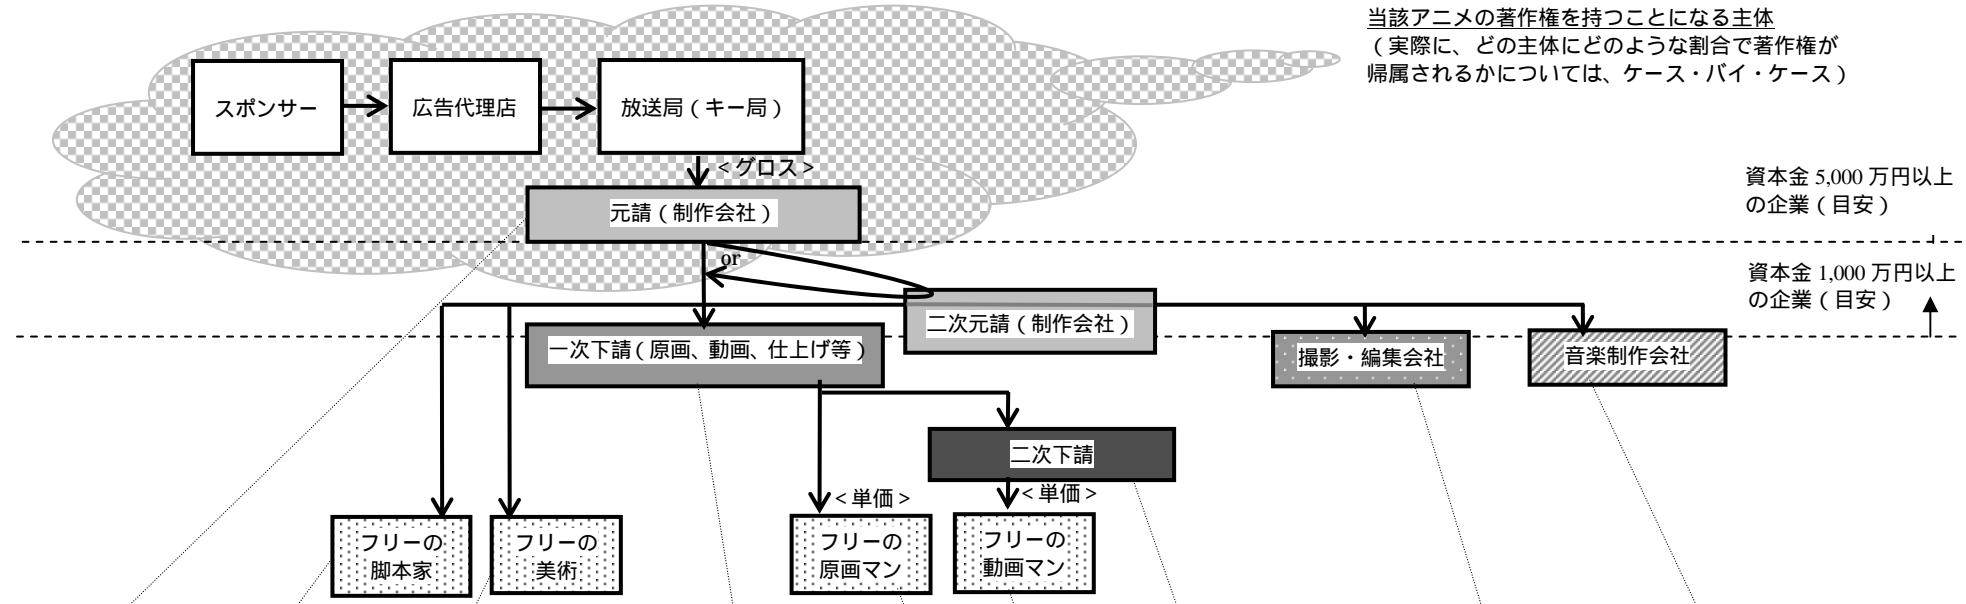 当該アニメの著作権を持つことになる主体
（実際に、どの主体にどのような割合で著作権が
帰属されるかについては、ケース・バイ・ケース）
スポンサー
広告代理店
放送局（キー局）
＜グロス＞
元請（制作会社）
資本金 5,000 万円以上
の企業（目安）
or
資本金 1,000 万円以上
の企業（目安）
二次元請（制作会社）
一次下請（原画、動画、仕上げ等）
撮影・編集会社
音楽制作会社
二次下請
＜単価＞
＜単価＞
フリーの
脚本家
フリーの
美術
フリーの
原画マン
フリーの
動画マン